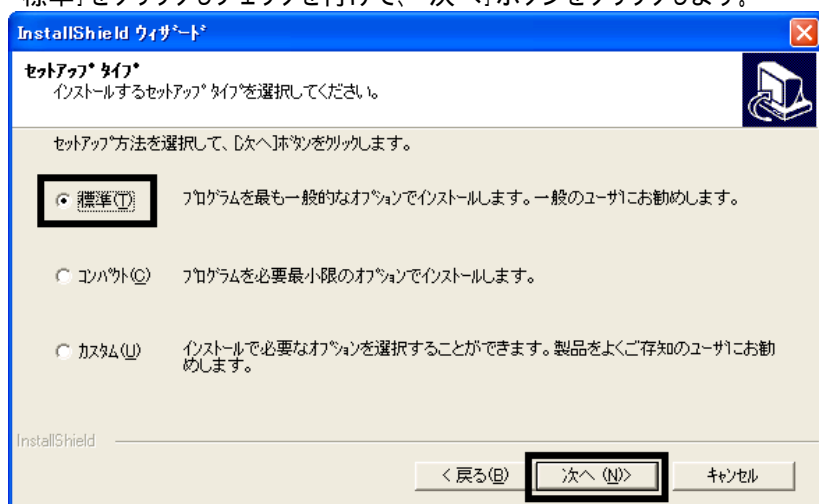 標準]をクリックしチェックを付けて、[次へ]ボタンをクリックします。
InstallShield ウィザード
セットアップ タイプ
インストールするセットアップ タイプを選択してください。
セットアップ方法を選択して、[次へ]ボタンをクリックします。
標準(T) プログラムを最も一般的なオプションでインストールします。一般のユーザにお勧めします。
コンパクト(C) プログラムを必要最小限のオプションでインストールします。
カスタム(U) インストールで必要なオプションを選択することができます。製品をよくご存知のユーザにお勧
めします。
InstallShield
< 戻る(B) 次へ (N)> キャンセル